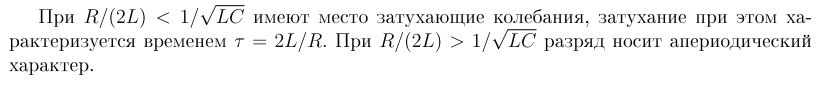 При R/(2L) < 1/√LC имеют место затухающие колебания, затухание при этом ха-
рактеризуется временем τ = 2L/R. При R/(2L) > 1/√LC разряд носит апериодический
характер.